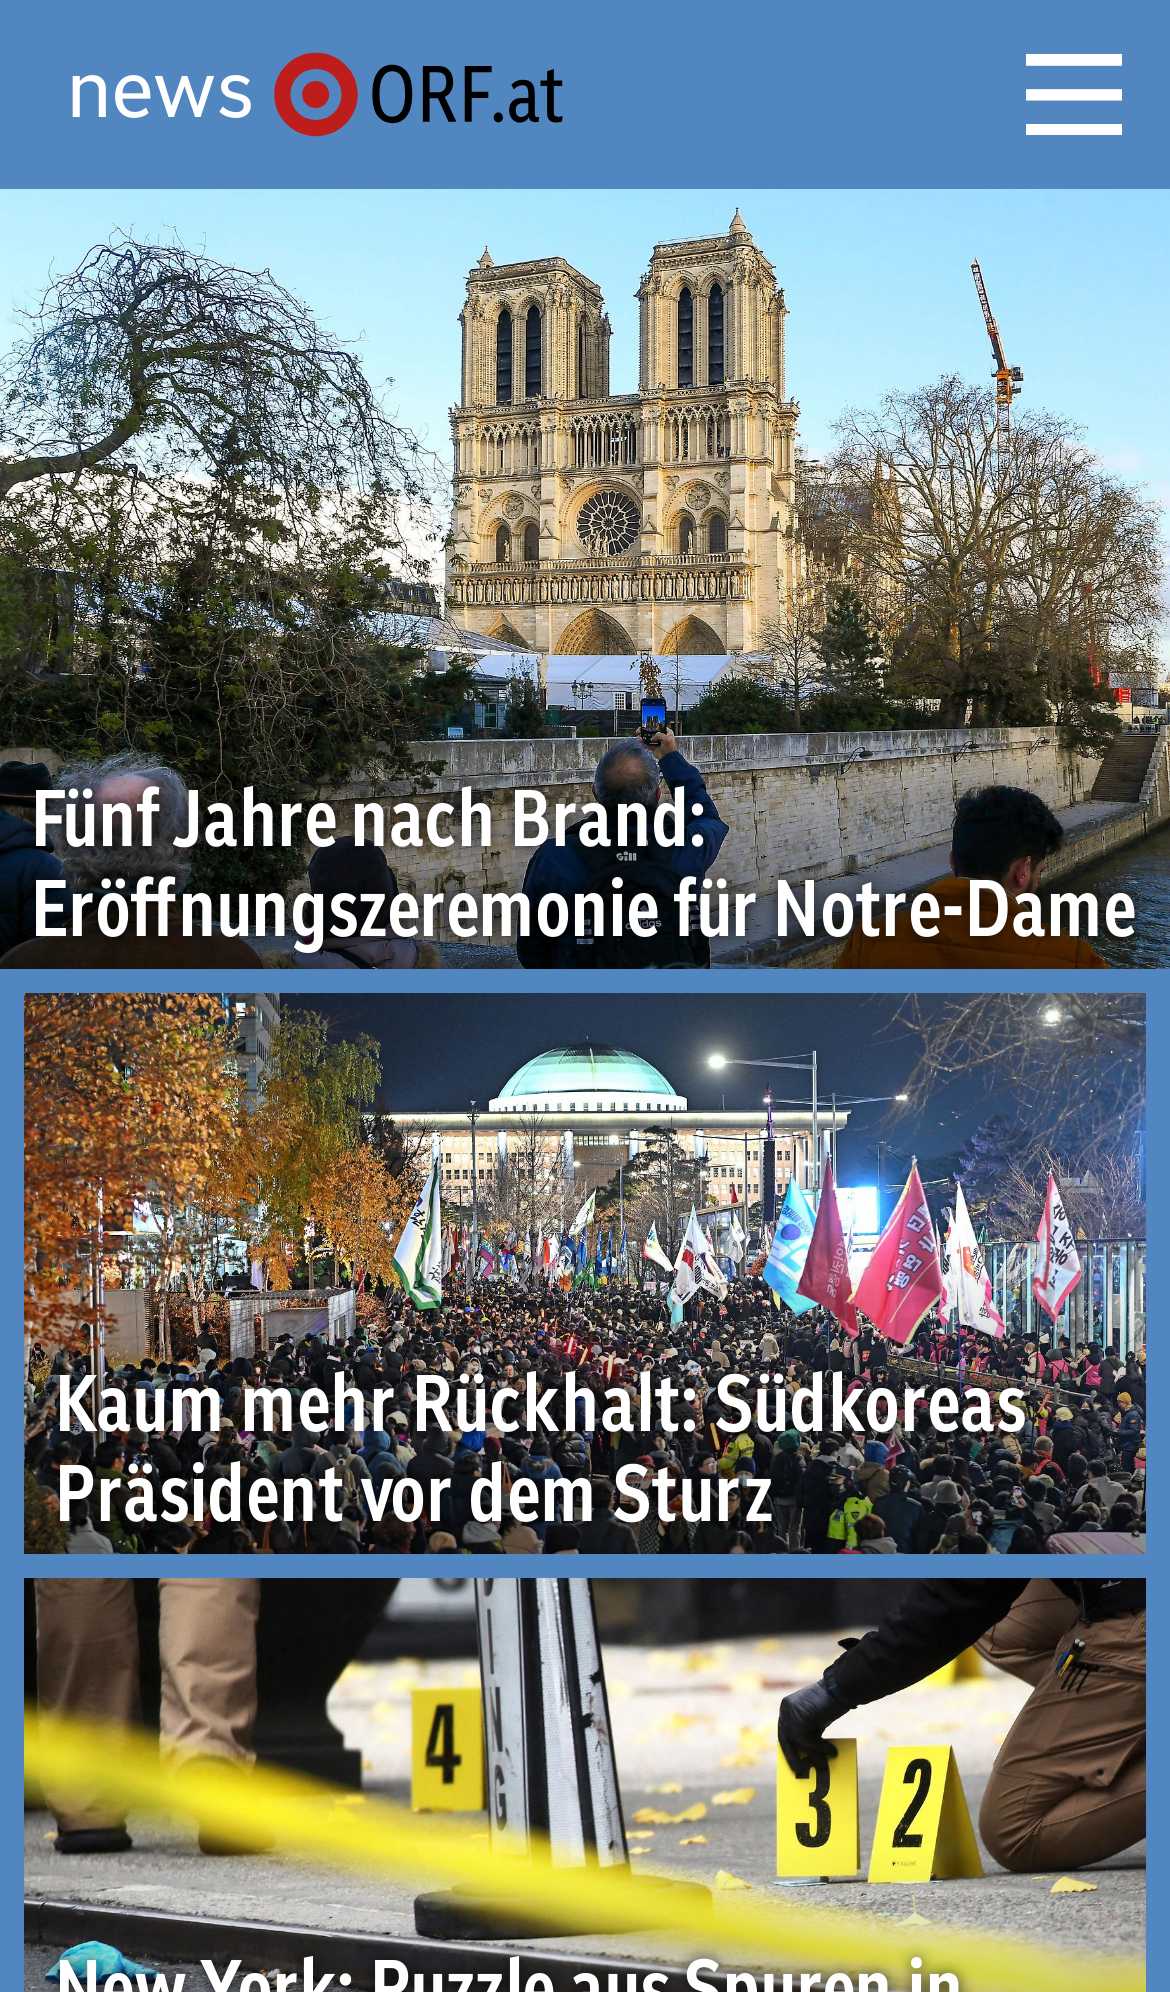 news ORF.at
Fünf Jahre nach Brand:
Eröffnungszeremonie für Notre-Dame
Kaum mehr Rückhalt: Südkoreas
Präsident vor dem Sturz
4
3
2
New York: Puzzle aus Spuren in